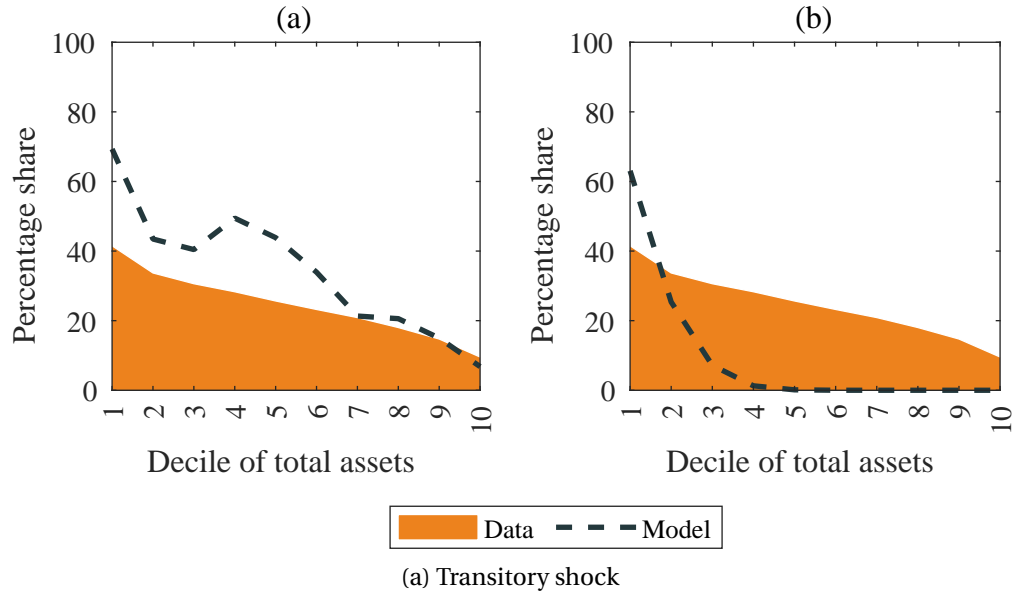 (a)
Percentage share
100
80
60
40
20
0
1 2 3 4 5 6 7 8 9 10
Decile of total assets
(b)
Percentage share
100
80
60
40
20
0
1 2 3 4 5 6 7 8 9 10
Decile of total assets
Data Model
(a) Transitory shock